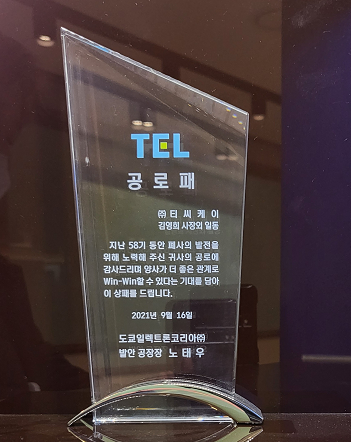 TEL
공로패
㈜티씨케이
김영희 사장외 일동
지난 58기 동안 폐사의 발전을
위해 노력해 주신 귀사의 공로에
감사드리며 양사가 더 좋은 관계로
Win-Win할 수 있다는 기대를 담아
이 상패를 드립니다.
2021년 9월 16일
도쿄일렉트론코리아㈜
발안 공장장 노태우